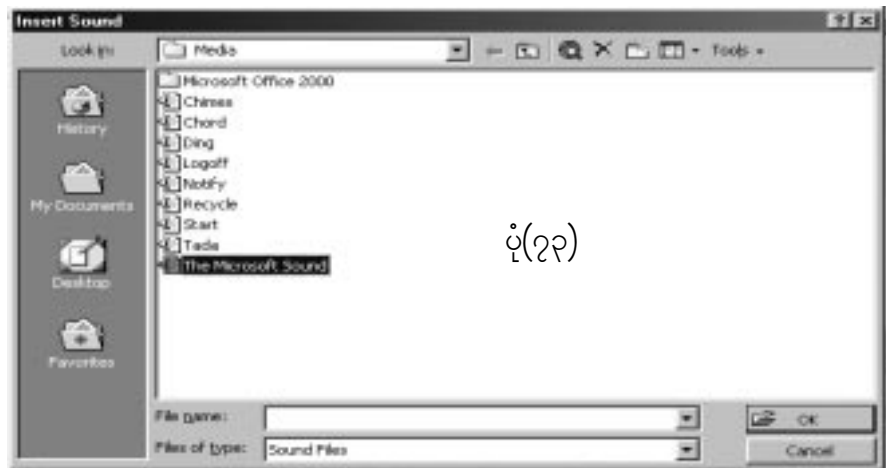 Insert Sound
Look in: Media Tools
Microsoft Office 2000
Chimes
Chord
Ding
Logoff
Notify
Recycle
Start
Tada
The Microsoft Sound
History
My Documents
Desktop
Favorites
ပုံ(၇၃)
File name: OK
Files of type: Sound Files Cancel